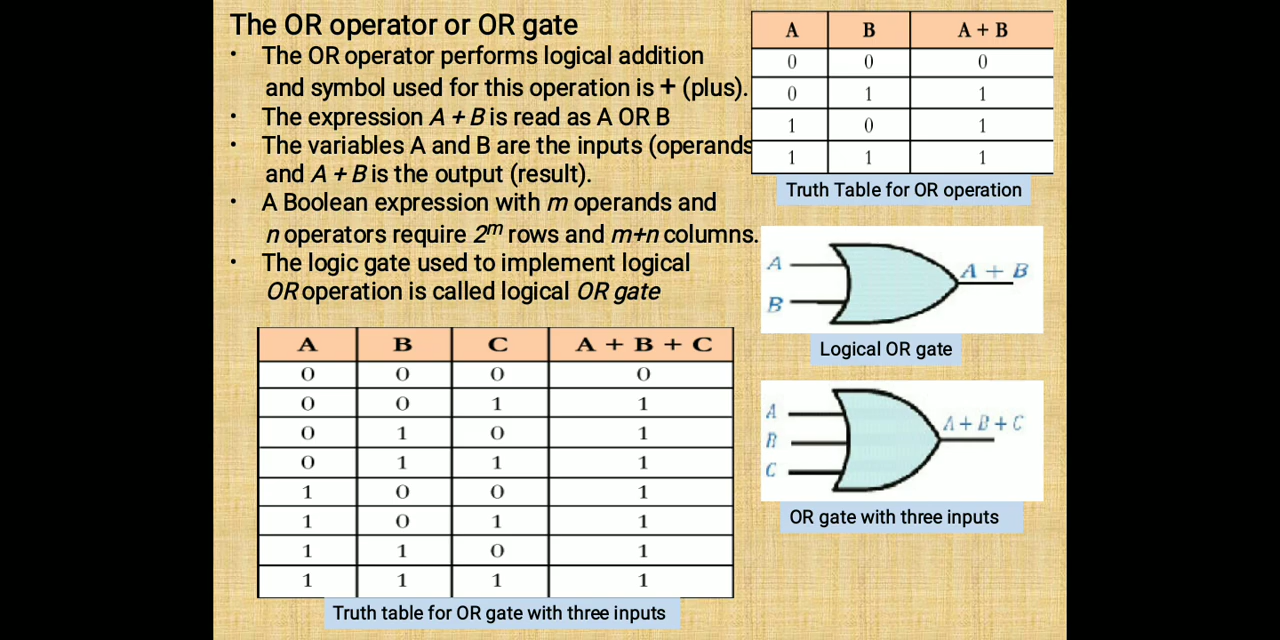 The OR operator or OR gate
• The OR operator performs logical addition
and symbol used for this operation is + (plus).
• The expression A + B is read as A OR B
• The variables A and B are the inputs (operands
and A + B is the output (result).
• A Boolean expression with m operands and
n operators require 2^m rows and m+n columns.
• The logic gate used to implement logical
OR operation is called logical OR gate
A B C A + B + C
0 0 0 0
0 0 1 1
0 1 0 1
0 1 1 1
1 0 0 1
1 0 1 1
1 1 0 1
1 1 1 1
Truth table for OR gate with three inputs
A B A + B
0 0 0
0 1 1
1 0 1
1 1 1
Truth Table for OR operation
A
B
A + B
Logical OR gate
A
B
C
A + B + C
OR gate with three inputs